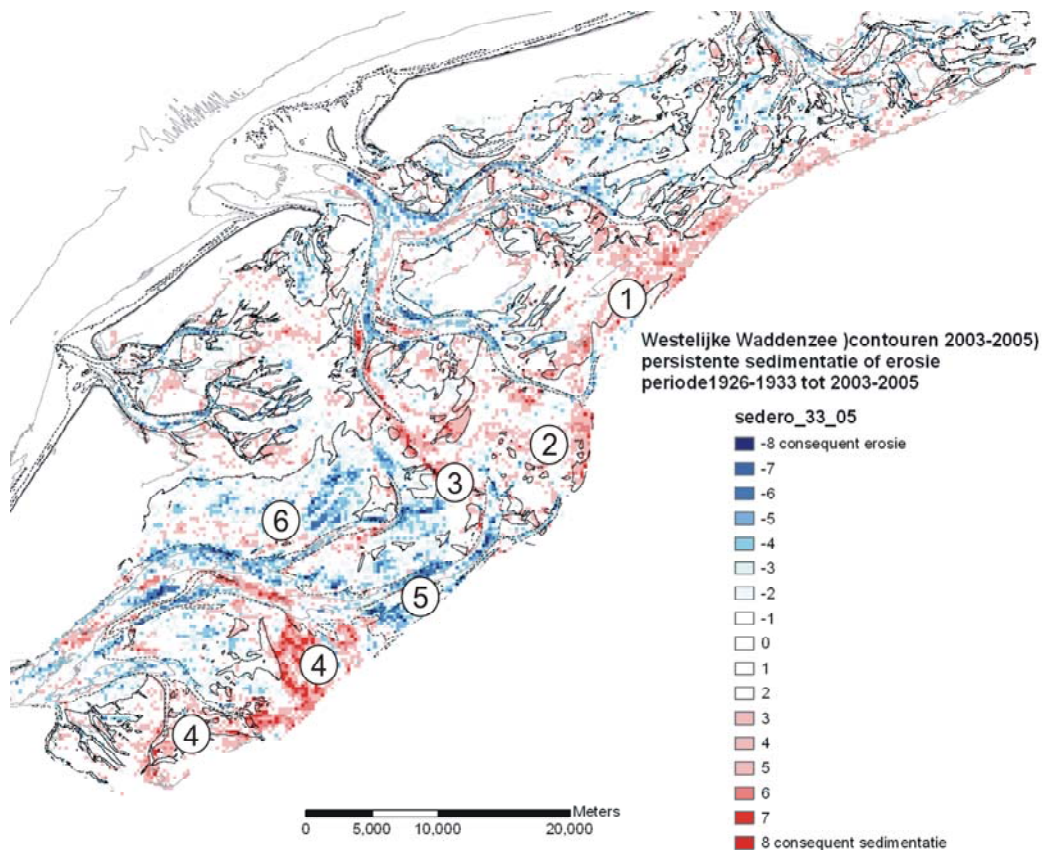 1
Westelijke Waddenzee )contouren 2003-2005)
persistente sedimentatie of erosie
periode1926-1933 tot 2003-2005
sedero_33_05
-8 consequent erosie
-7
-6
-5
-4
-3
-2
-1
0
1
2
3
4
5
6
7
8 consequent sedimentatie
2
3
6
5
4
4
Meters
0 5,000 10,000 20,000